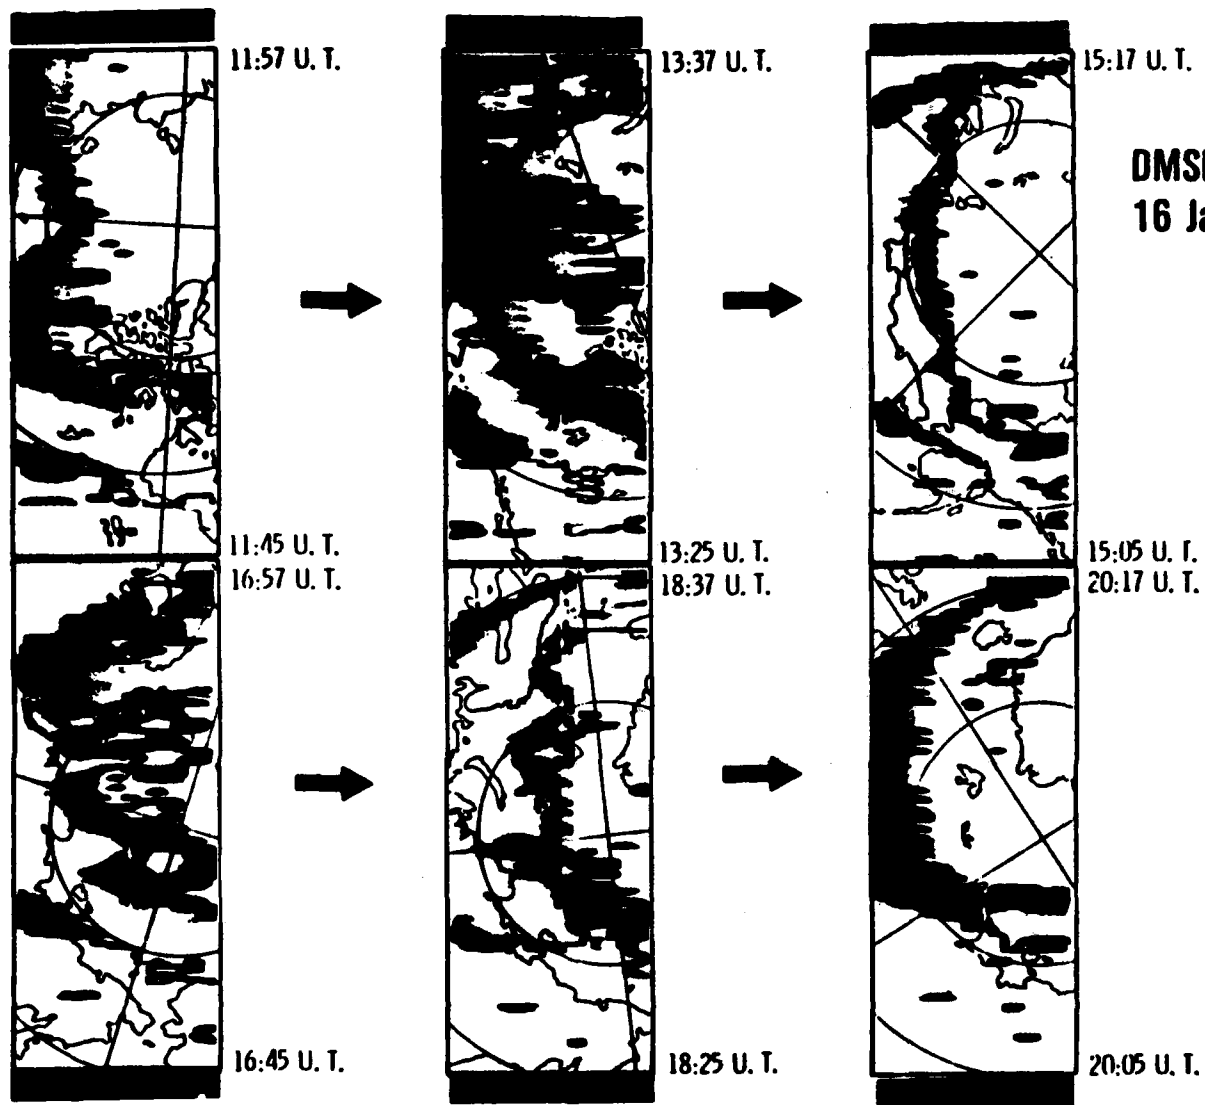 11:57 U. T.
13:37 U. T.
15:17 U. T.
16 Ja
11:45 U. T.
13:25 U. T.
15:05 U. T.
16:57 U. T.
18:37 U. T.
20:17 U. T.
16:45 U. T.
18:25 U. T.
20:05 U. T.